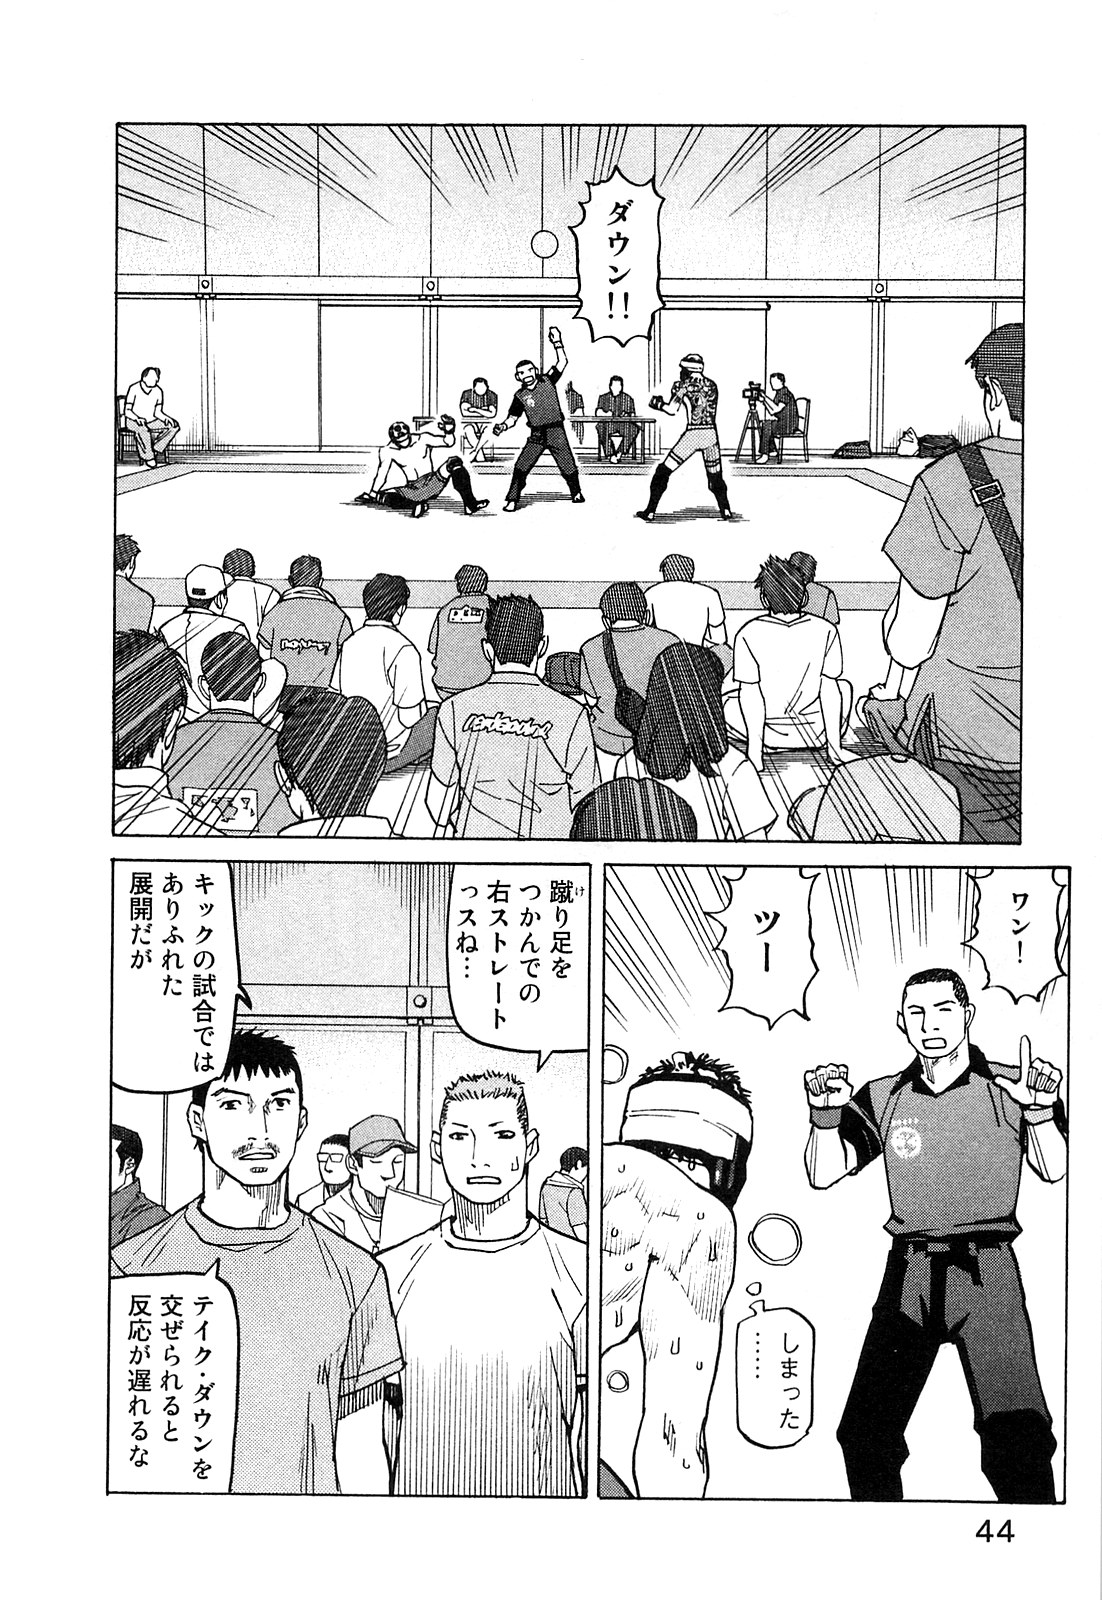 ダウン!!
ワン!
ツー
しまった
……
蹴り足を
け
つかんでの
右ストレート
っスね…
キックの試合では
ありふれた
展開だが
テイク・ダウンを
交ぜられると
反応が遅れるな
44